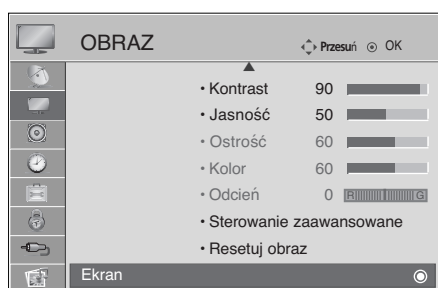 OBRAZ Przesuń OK
• Kontrast 90
• Jasność 50
• Ostrość 60
• Kolor 60
• Odcień 0 R G
• Sterowanie zaawansowane
• Resetuj obraz
Ekran